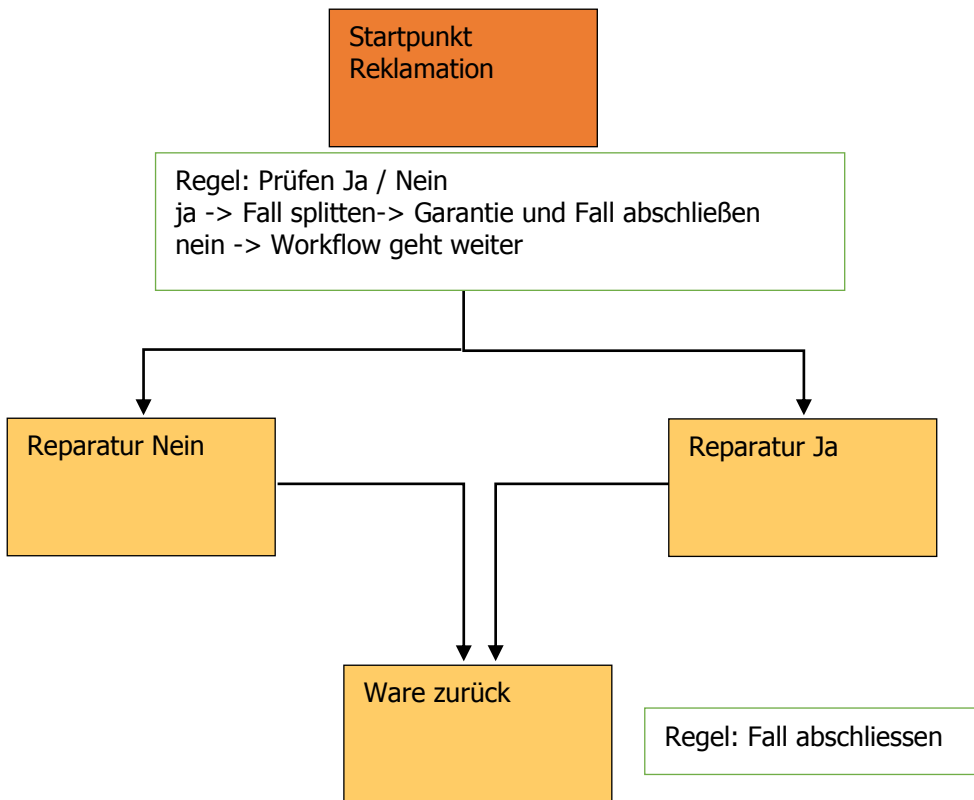 Startpunkt
Reklamation
Regel: Prüfen Ja / Nein
ja -> Fall splitten-> Garantie und Fall abschließen
nein -> Workflow geht weiter
Reparatur Nein
Reparatur Ja
Ware zurück
Regel: Fall abschliessen